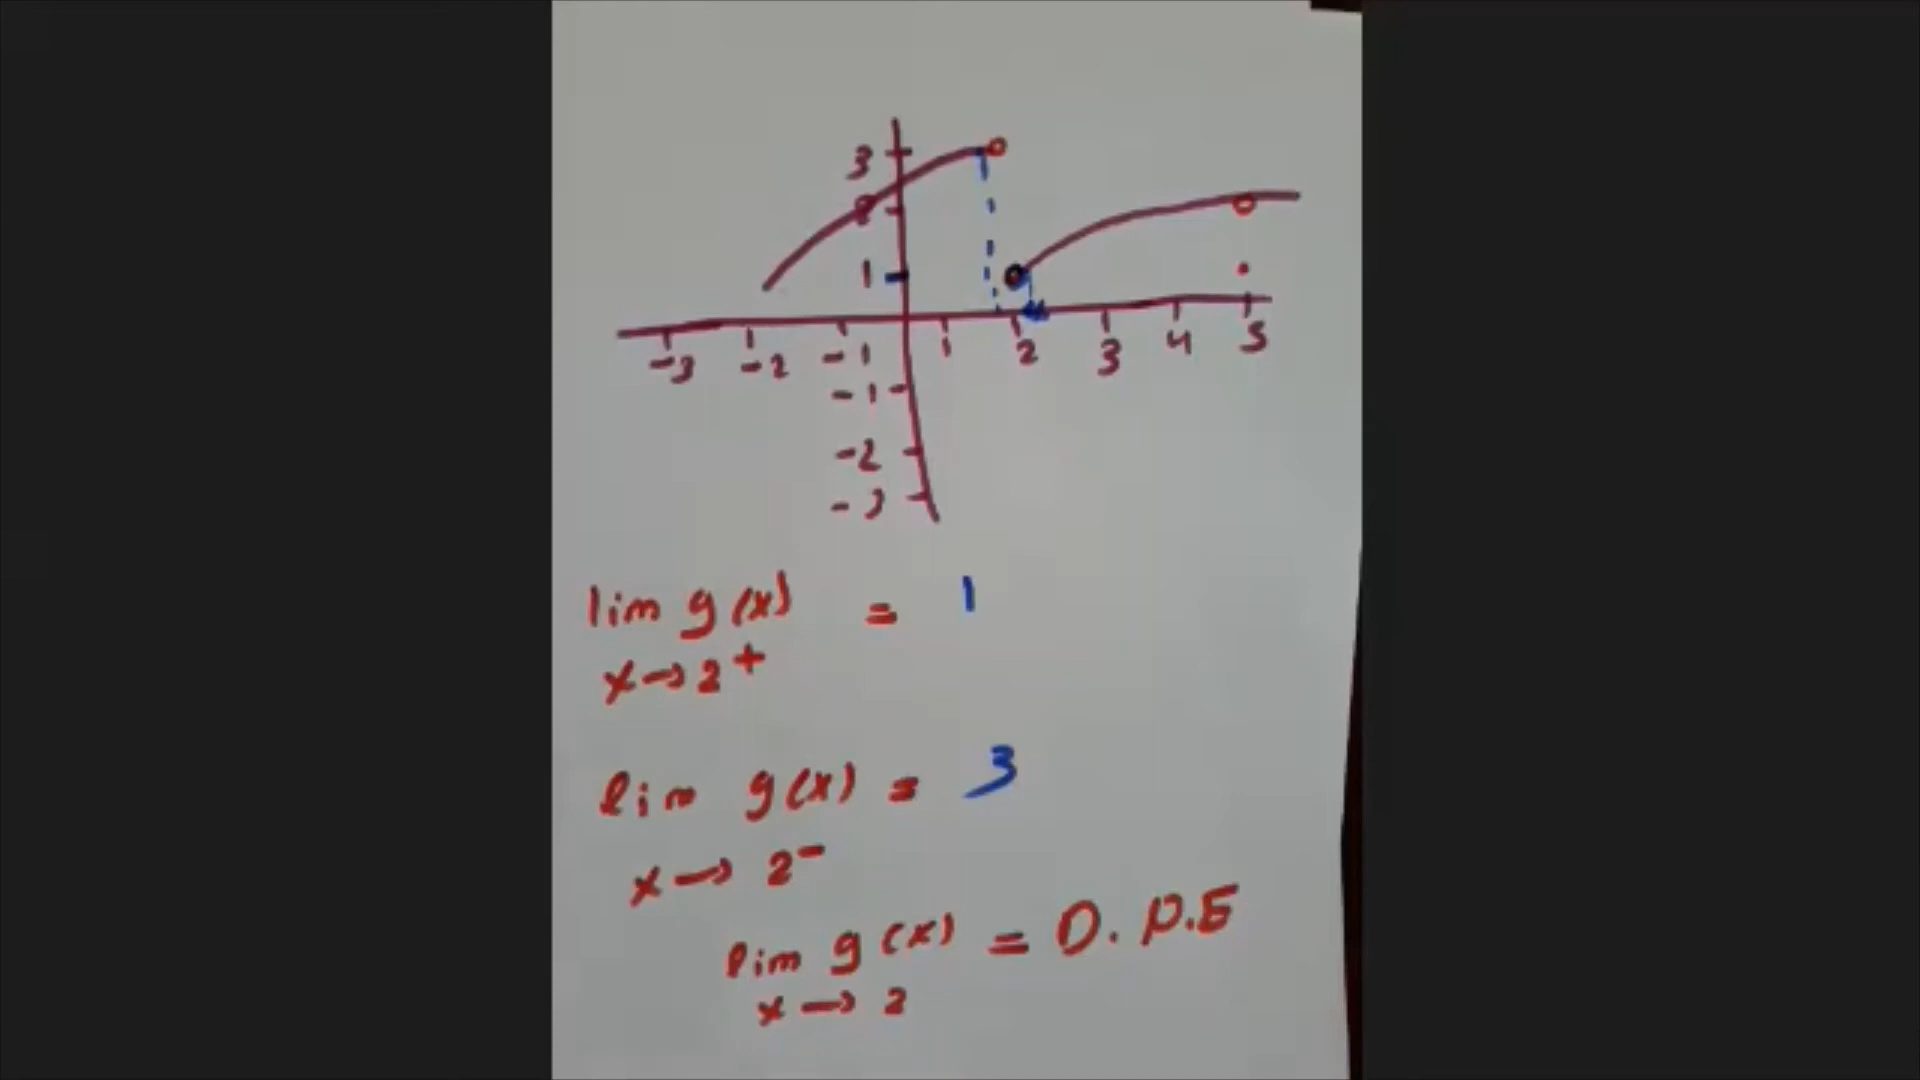 3
2
1
-3 -2 -1 1 2 3 4 5
-1
-2
-3
lim g(x) = 1
x→2+
lim g(x) = 3
x→2-
lim g(x) = D.N.E
x→2